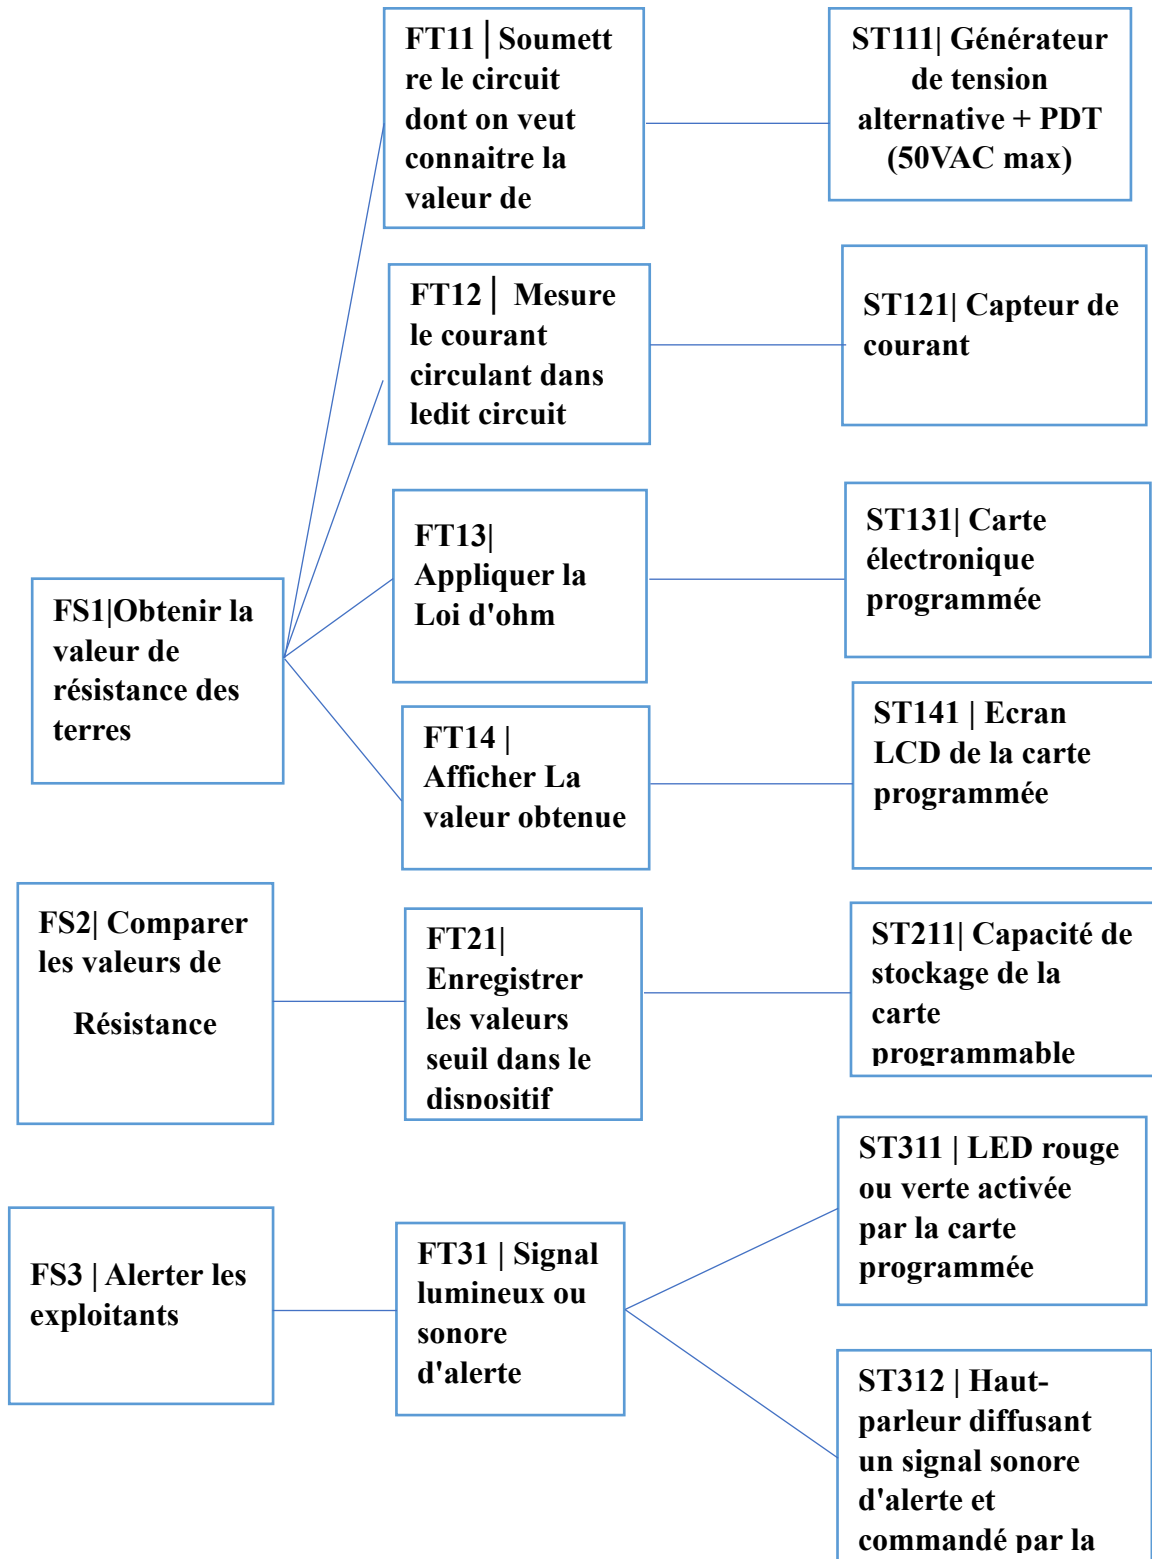 FT11 | Soumett
re le circuit
dont on veut
connaitre la
valeur de
ST111| Générateur
de tension
alternative + PDT
(50VAC max)
FT12 | Mesure
le courant
circulant dans
ledit circuit
ST121| Capteur de
courant
FT13|
Appliquer la
Loi d'ohm
ST131| Carte
électronique
programmée
FS1|Obtenir la
valeur de
résistance des
terres
FT14 |
Afficher La
valeur obtenue
ST141 | Ecran
LCD de la carte
programmée
FS2| Comparer
les valeurs de
Résistance
FT21|
Enregistrer
les valeurs
seuil dans le
dispositif
ST211| Capacité de
stockage de la
carte
programmable
FS3 | Alerter les
exploitants
FT31 | Signal
lumineux ou
sonore
d'alerte
ST311 | LED rouge
ou verte activée
par la carte
programmée
ST312 | Haut-
parleur diffusant
un signal sonore
d'alerte et
commandé par la